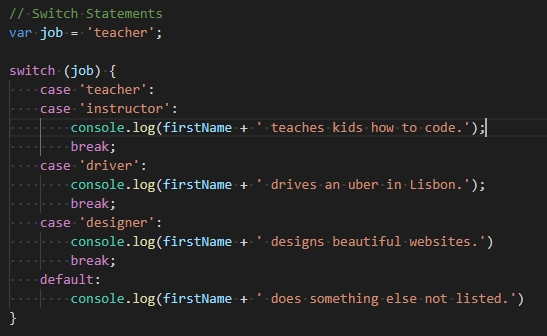 // Switch Statements
var job = 'teacher';

switch (job) {
    case 'teacher':
    case 'instructor':
        console.log(firstName + ' teaches kids how to code.');
        break;
    case 'driver':
        console.log(firstName + ' drives an uber in Lisbon.');
        break;
    case 'designer':
        console.log(firstName + ' designs beautiful websites.')
        break;
    default:
        console.log(firstName + ' does something else not listed.')
}